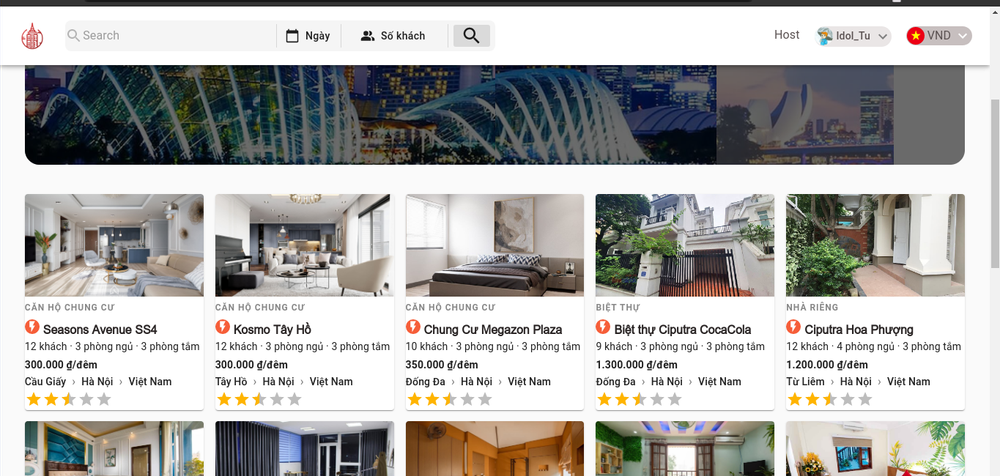 Search
Ngày
Số khách
Host
Idol_Tu
VND
CĂN HỘ CHUNG CƯ
Seasons Avenue SS4
12 khách · 3 phòng ngủ · 3 phòng tắm
300.000 ₫/đêm
Cầu Giấy › Hà Nội › Việt Nam
CĂN HỘ CHUNG CƯ
Kosmo Tây Hồ
12 khách · 3 phòng ngủ · 3 phòng tắm
300.000 ₫/đêm
Tây Hồ › Hà Nội › Việt Nam
CĂN HỘ CHUNG CƯ
Chung Cư Megazon Plaza
10 khách · 3 phòng ngủ · 3 phòng tắm
350.000 ₫/đêm
Đống Đa › Hà Nội › Việt Nam
BIỆT THỰ
Biệt thự Ciputra CocaCola
9 khách · 3 phòng ngủ · 3 phòng tắm
1.300.000 ₫/đêm
Đống Đa › Hà Nội › Việt Nam
NHÀ RIÊNG
Ciputra Hoa Phượng
12 khách · 4 phòng ngủ · 3 phòng tắm
1.200.000 ₫/đêm
Từ Liêm › Hà Nội › Việt Nam